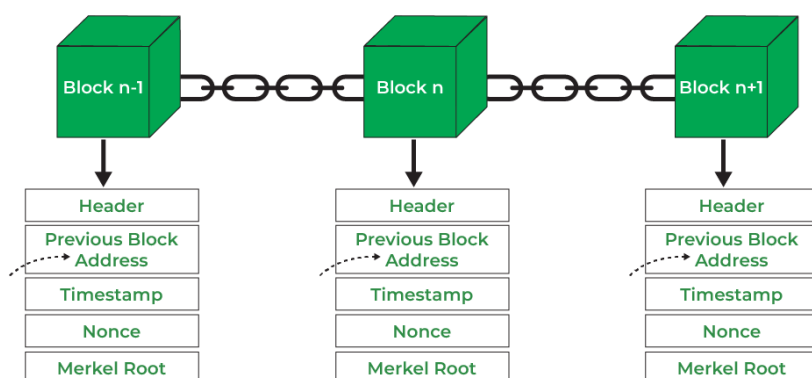 Block n-1
Block n
Block n+1
Header
Header
Header
Previous Block
Address
Previous Block
Address
Previous Block
Address
Timestamp
Timestamp
Timestamp
Nonce
Nonce
Nonce
Merkel Root
Merkel Root
Merkel Root